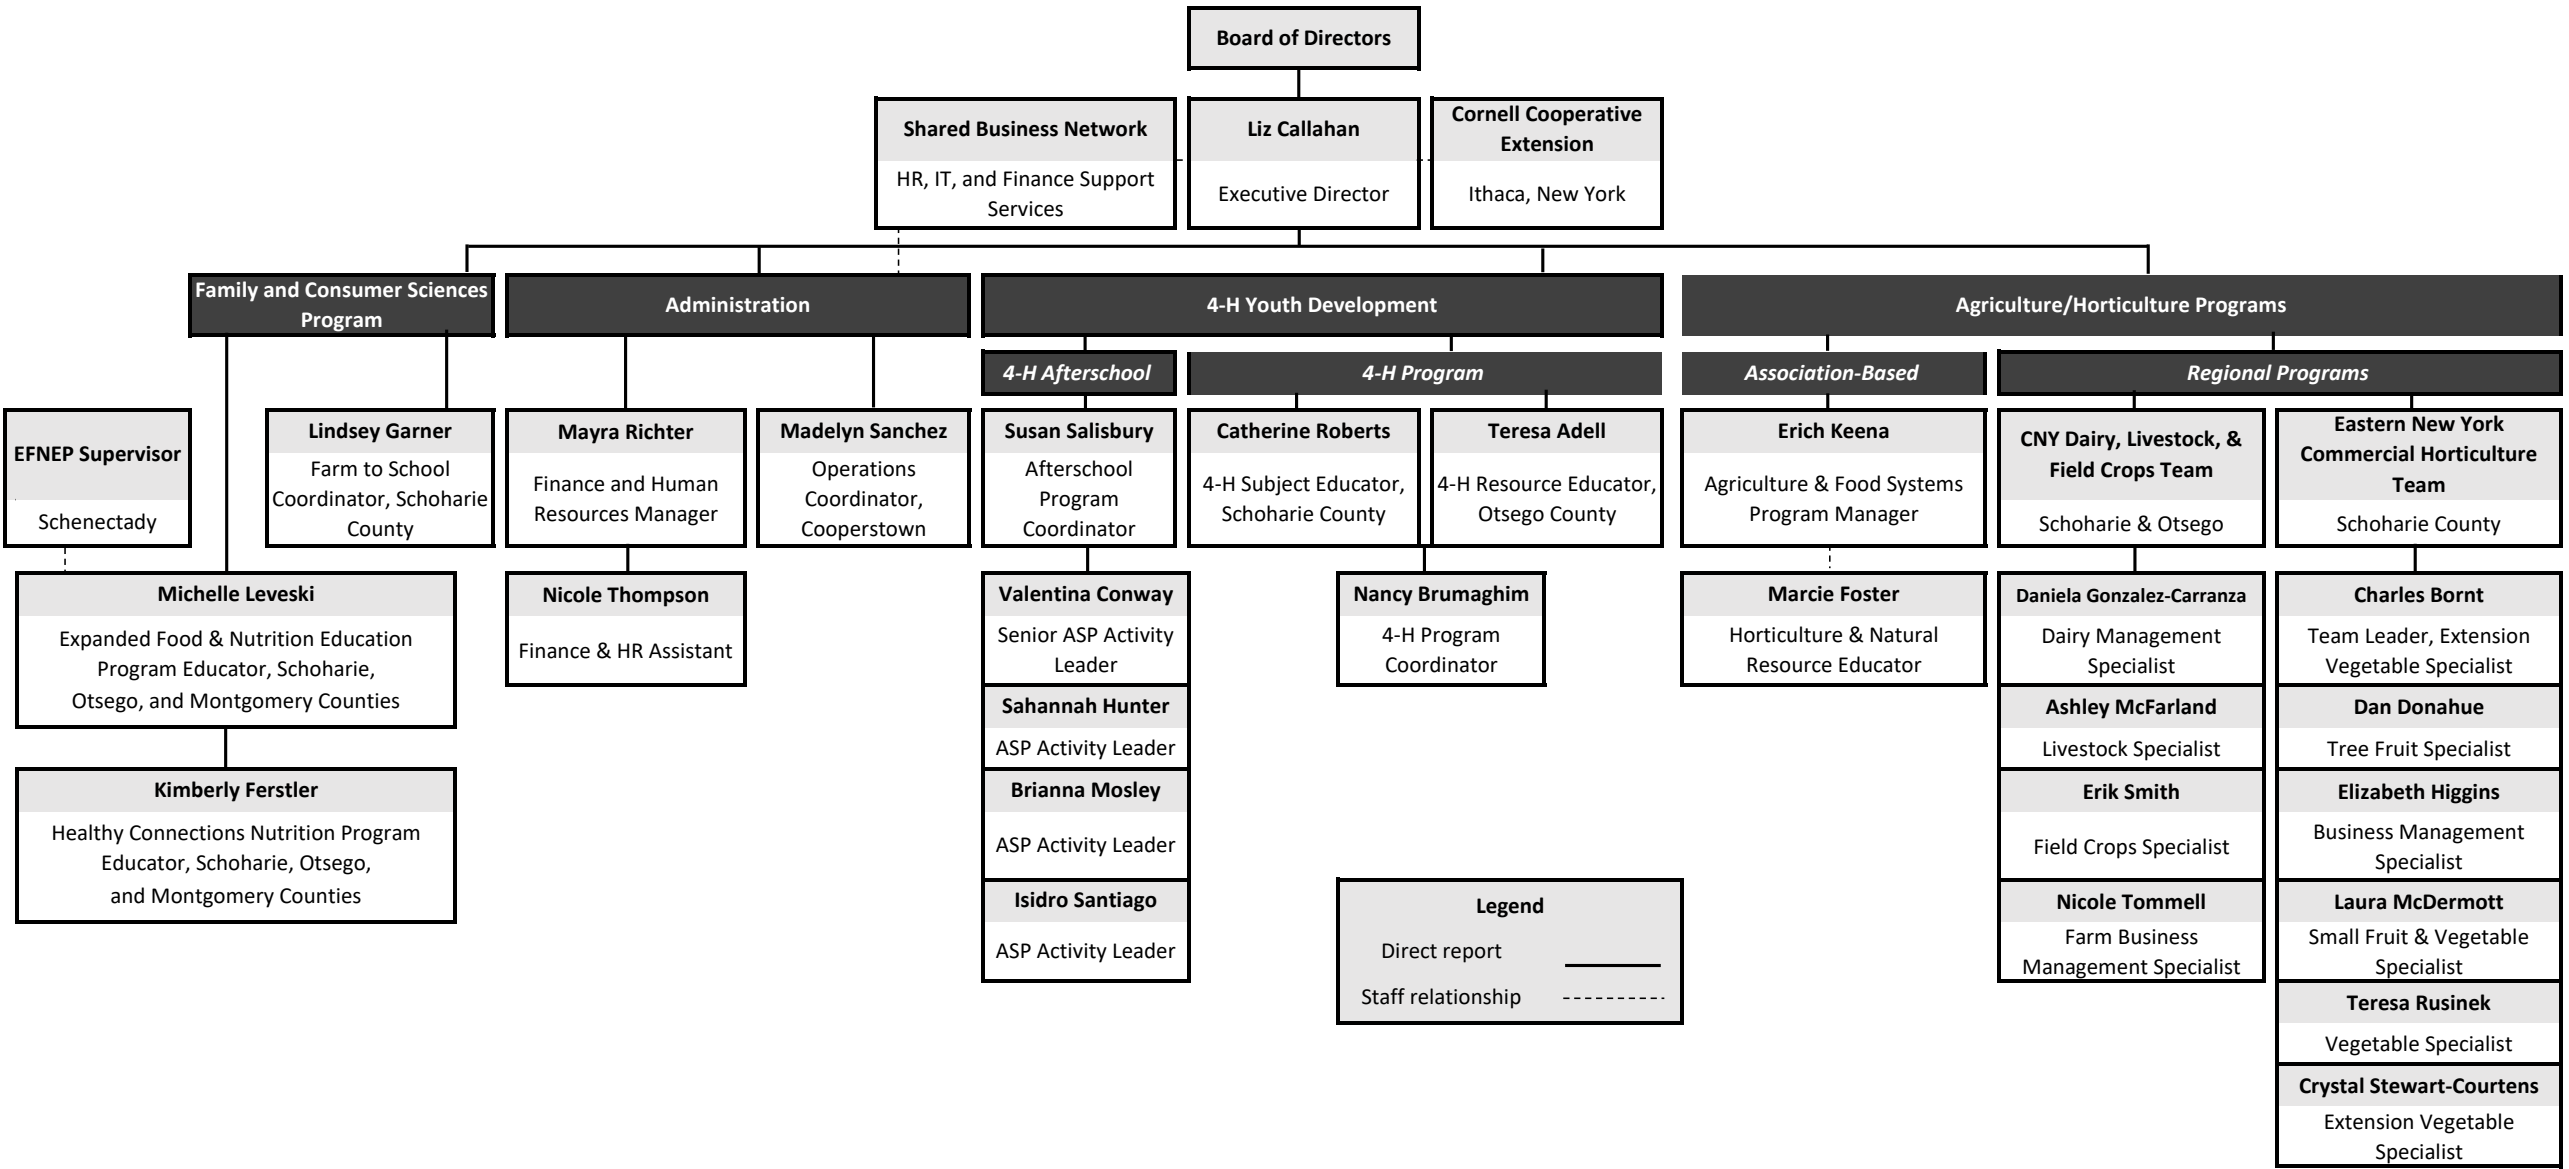 Board of Directors
Shared Business Network
HR, IT, and Finance Support
Services
Liz Callahan
Executive Director
Cornell Cooperative
Extension
Ithaca, New York
Family and Consumer Sciences
Program
Administration
4-H Youth Development
Agriculture/Horticulture Programs
4-H Afterschool
4-H Program
Association-Based
Regional Programs
EFNEP Supervisor
Schenectady
Lindsey Garner
Farm to School
Coordinator, Schoharie
County
Mayra Richter
Finance and Human
Resources Manager
Madelyn Sanchez
Operations
Coordinator,
Cooperstown
Susan Salisbury
Afterschool
Program
Coordinator
Catherine Roberts
4-H Subject Educator,
Schoharie County
Teresa Adell
4-H Resource Educator,
Otsego County
Erich Keena
Agriculture & Food Systems
Program Manager
CNY Dairy, Livestock, &
Field Crops Team
Schoharie & Otsego
Eastern New York
Commercial Horticulture
Team
Schoharie County
Michelle Leveski
Expanded Food & Nutrition Education
Program Educator, Schoharie,
Otsego, and Montgomery Counties
Kimberly Ferstler
Healthy Connections Nutrition Program
Educator, Schoharie, Otsego,
and Montgomery Counties
Nicole Thompson
Finance & HR Assistant
Valentina Conway
Senior ASP Activity
Leader
Sahannah Hunter
ASP Activity Leader
Brianna Mosley
ASP Activity Leader
Isidro Santiago
ASP Activity Leader
Nancy Brumaghim
4-H Program
Coordinator
Marcie Foster
Horticulture & Natural
Resource Educator
Daniela Gonzalez-Carranza
Dairy Management
Specialist
Ashley McFarland
Livestock Specialist
Erik Smith
Field Crops Specialist
Nicole Tommell
Farm Business
Management Specialist
Charles Bornt
Team Leader, Extension
Vegetable Specialist
Dan Donahue
Tree Fruit Specialist
Elizabeth Higgins
Business Management
Specialist
Laura McDermott
Small Fruit & Vegetable
Specialist
Teresa Rusinek
Vegetable Specialist
Crystal Stewart-Courtens
Extension Vegetable
Specialist
Legend
Direct report
Staff relationship